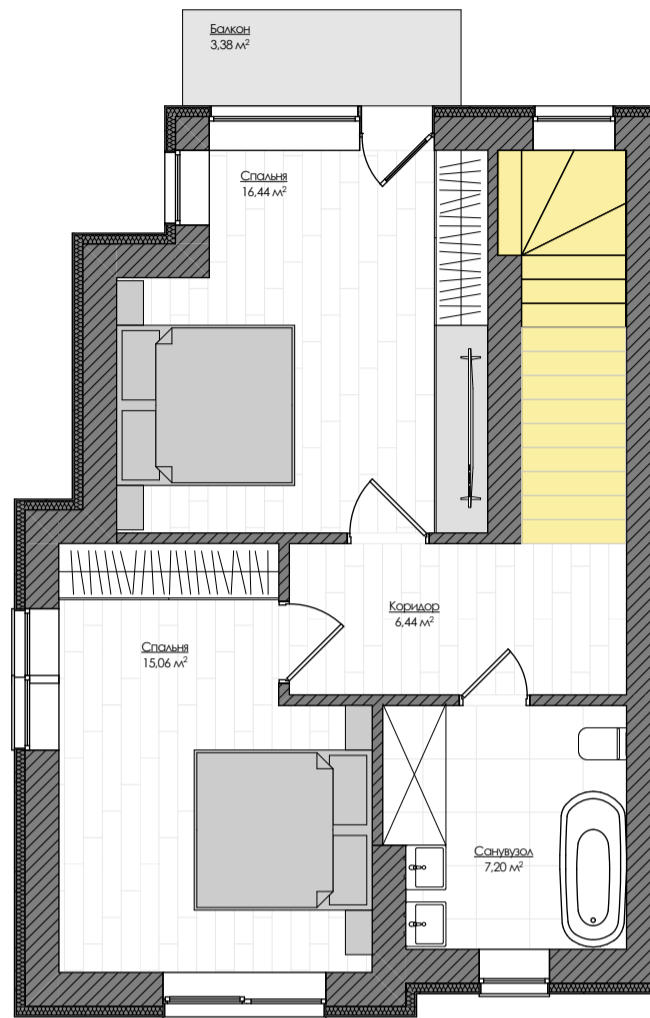 Балкон
3,38 м²
Спальня
16,44 м²
Коридор
6,44 м²
Спальня
15,06 м²
Санувузол
7,20 м²